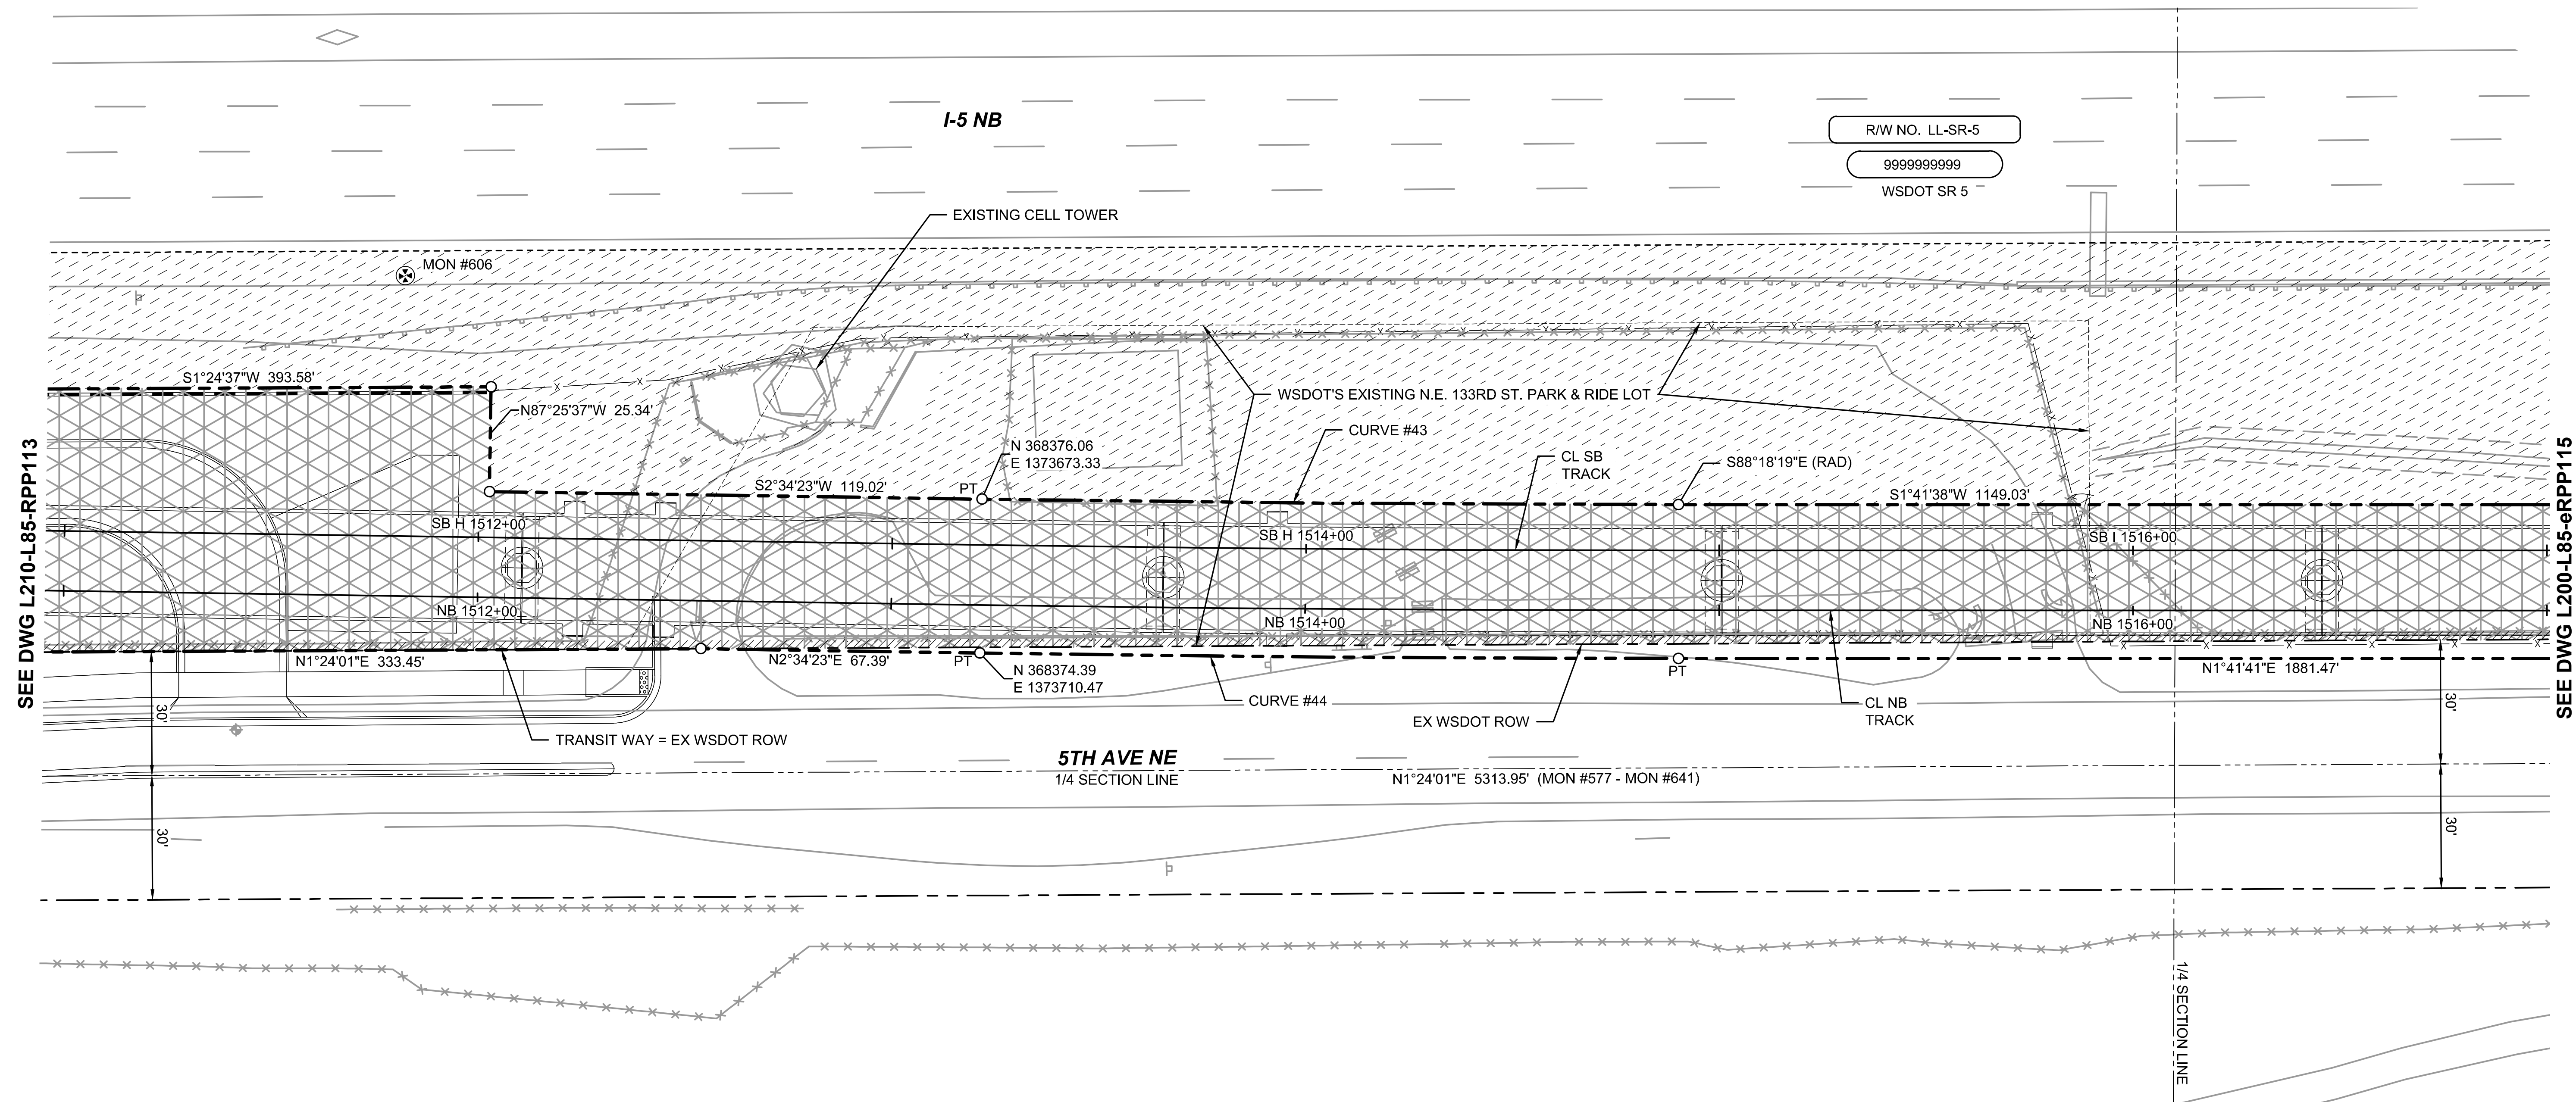 I-5 NB
R/W NO. LL-SR-5
9999999999
WSDOT SR 5
EXISTING CELL TOWER
MON #606
S1°24'37"W 393.58'
N87°25'37"W 25.34'
WSDOT'S EXISTING N.E. 133RD ST. PARK & RIDE LOT
CURVE #43
N 368376.06
E 1373673.33
CL SB
TRACK
S88°18'19"E (RAD)
S2°34'23"W 119.02'
PT
S1°41'38"W 1149.03'
SB H 1512+00
SB H 1514+00
SB I 1516+00
SEE DWG L210-L85-RPP113
SEE DWG L200-L85-eRPP115
NB 1512+00
NB 1514+00
NB 1516+00
N1°24'01"E 333.45'
N2°34'23"E 67.39'
PT
N 368374.39
E 1373710.47
PT
N1°41'41"E 1881.47'
CURVE #44
CL NB
TRACK
EX WSDOT ROW
30'
30'
TRANSIT WAY = EX WSDOT ROW
5TH AVE NE
1/4 SECTION LINE
N1°24'01"E 5313.95' (MON #577 - MON #641)
30'
30'
1/4 SECTION LINE